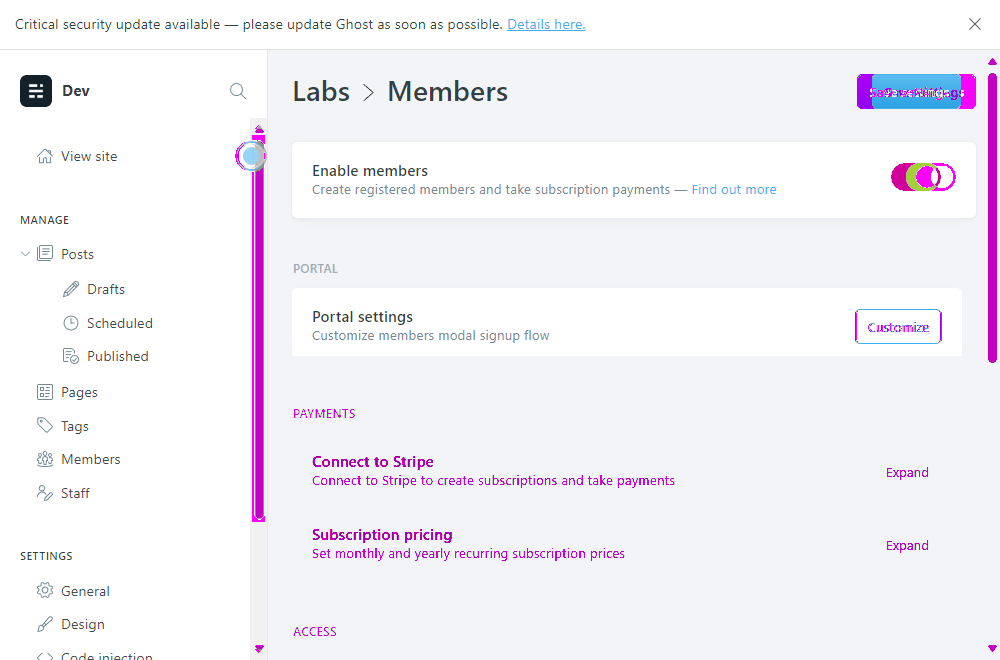 Critical security update available — please update Ghost as soon as possible. Details here.
Dev
View site
MANAGE
Posts
Drafts
Scheduled
Published
Pages
Tags
Members
Staff
SETTINGS
General
Design
Code injection
Labs > Members
Enable members
Create registered members and take subscription payments — Find out more
PORTAL
Portal settings
Customize members modal signup flow
Customize
PAYMENTS
Connect to Stripe
Connect to Stripe to create subscriptions and take payments
Expand
Subscription pricing
Set monthly and yearly recurring subscription prices
Expand
ACCESS